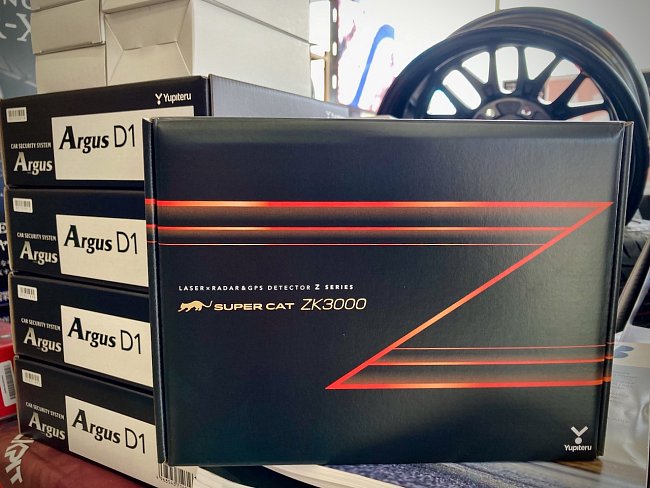 Yupiteru
CAR SECURITY SYSTEM
Argus
Argus D1
CAR SECURITY SYSTEM
Argus
Argus D1
CAR SECURITY SYSTEM
Argus
Argus D1
CAR SECURITY SYSTEM
Argus
Argus D1
LASER×RADAR&GPS DETECTOR Z SERIES
SUPER CAT ZK3000
Yupiteru